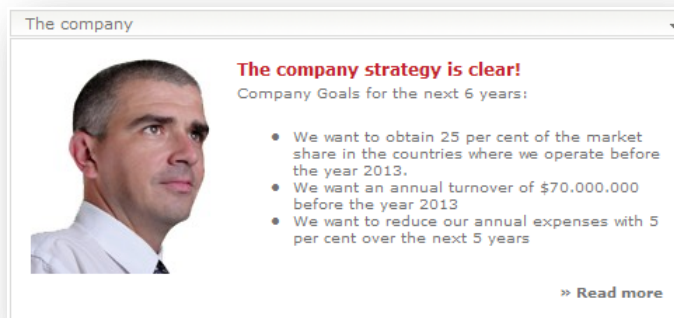 The company
The company strategy is clear!
Company Goals for the next 6 years:
• We want to obtain 25 per cent of the market
share in the countries where we operate before
the year 2013.
• We want an annual turnover of $70.000.000
before the year 2013
• We want to reduce our annual expenses with 5
per cent over the next 5 years
» Read more